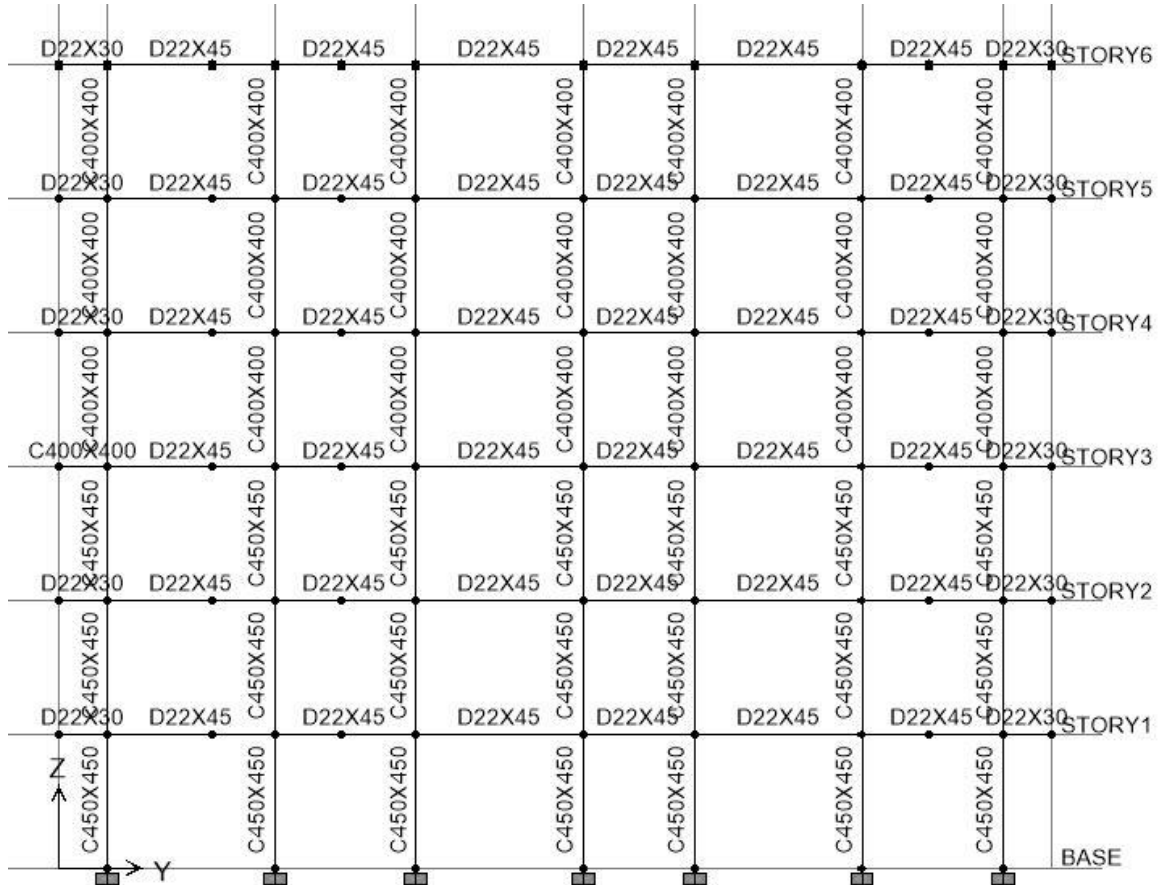 D22X30 D22X45 D22X45 D22X45 D22X45 D22X45 D22X45 D22X30 STORY6
C400X400 C400X400 C400X400 C400X400 C400X400 C400X400 C400X400
D22X30 D22X45 D22X45 D22X45 D22X45 D22X45 D22X45 D22X30 STORY5
C400X400 C400X400 C400X400 C400X400 C400X400 C400X400 C400X400
D22X30 D22X45 D22X45 D22X45 D22X45 D22X45 D22X45 D22X30 STORY4
C400X400 C400X400 C400X400 C400X400 C400X400 C400X400 C400X400
C400X400 D22X45 D22X45 D22X45 D22X45 D22X45 D22X45 D22X30 STORY3
C450X450 C450X450 C450X450 C450X450 C450X450 C450X450 C450X450
D22X30 D22X45 D22X45 D22X45 D22X45 D22X45 D22X45 D22X30 STORY2
C450X450 C450X450 C450X450 C450X450 C450X450 C450X450 C450X450
D22X30 D22X45 D22X45 D22X45 D22X45 D22X45 D22X45 D22X30 STORY1
Z
C450X450 C450X450 C450X450 C450X450 C450X450 C450X450 C450X450
Y
BASE